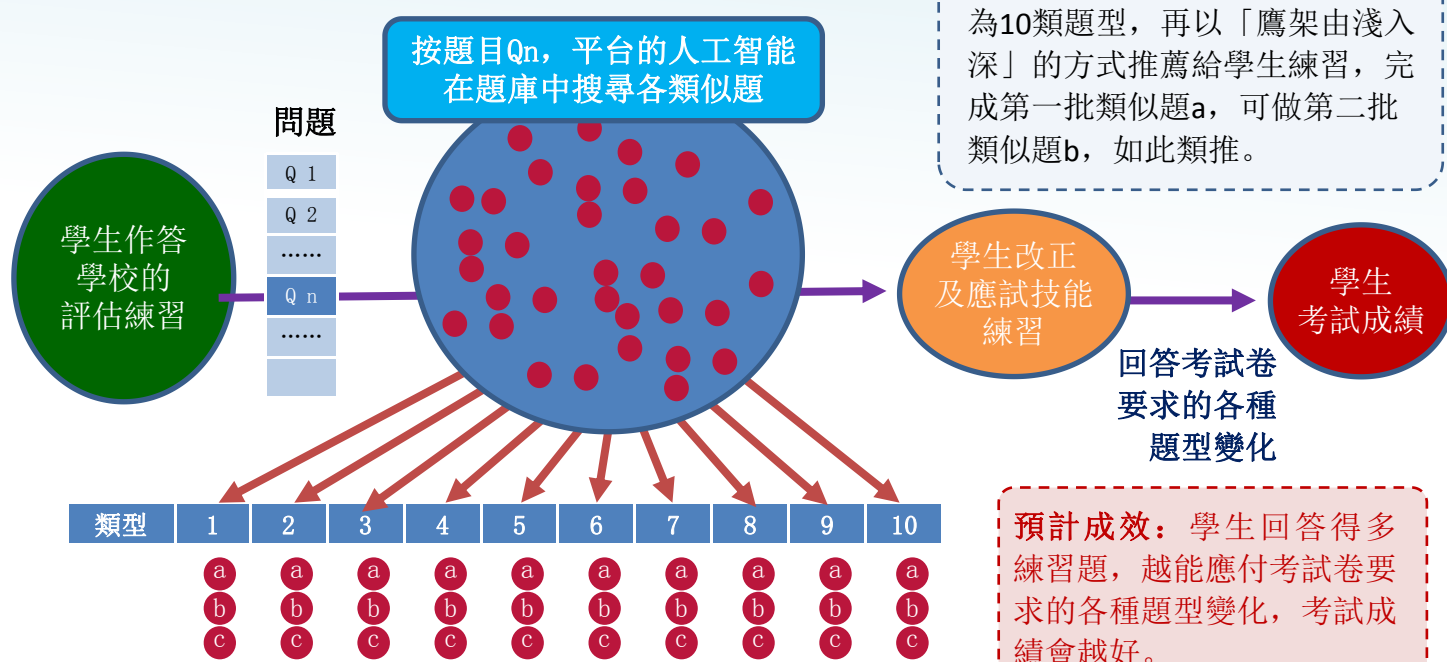 為10類題型，再以「鷹架由淺入
深」的方式推薦給學生練習，完
成第一批類似題a，可做第二批
類似題b，如此類推。
按題目Qn，平台的人工智能
在題庫中搜尋各類似題
問題
Q 1
Q 2
……
Q n
……
學生作答
學校的
評估練習
學生改正
及應試技能
練習
學生
考試成績
回答考試卷
要求的各種
題型變化
類型 1 2 3 4 5 6 7 8 9 10
a a a a a a a a a a
b b b b b b b b b b
c c c c c c c c c c
預計成效：學生回答得多
練習題，越能應付考試卷要
求的各種題型變化，考試成
績會越好。